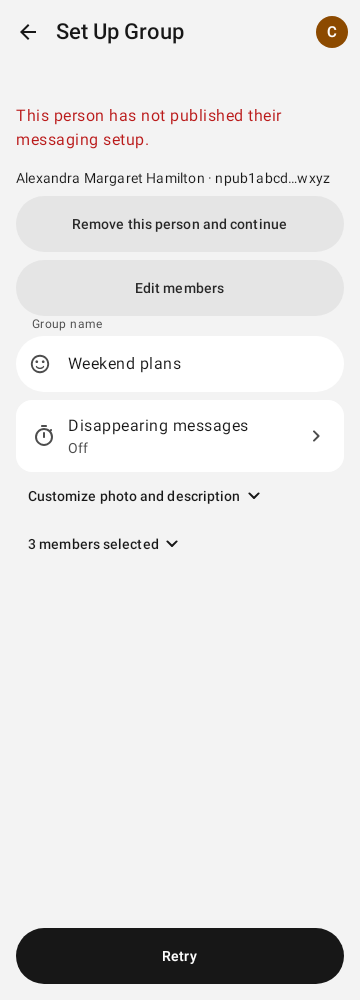 Set Up Group
C
This person has not published their
messaging setup.
Alexandra Margaret Hamilton · npub1abcd…wxyz
Remove this person and continue
Edit members
Group name
Weekend plans
Disappearing messages
Off
Customize photo and description
3 members selected
Retry